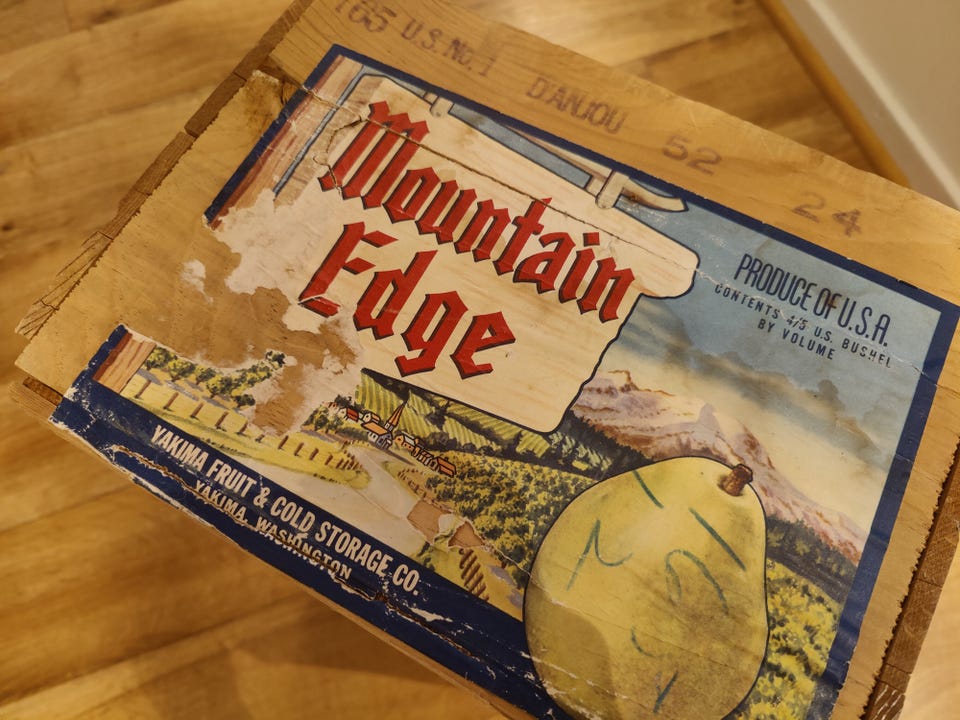 165 U.S. No. 1 D'ANJOU 52 24
Mountain
Edge
PRODUCE OF U.S.A.
CONTENTS 4/5 U.S. BUSHEL
BY VOLUME
YAKIMA FRUIT & COLD STORAGE CO.
YAKIMA, WASHINGTON